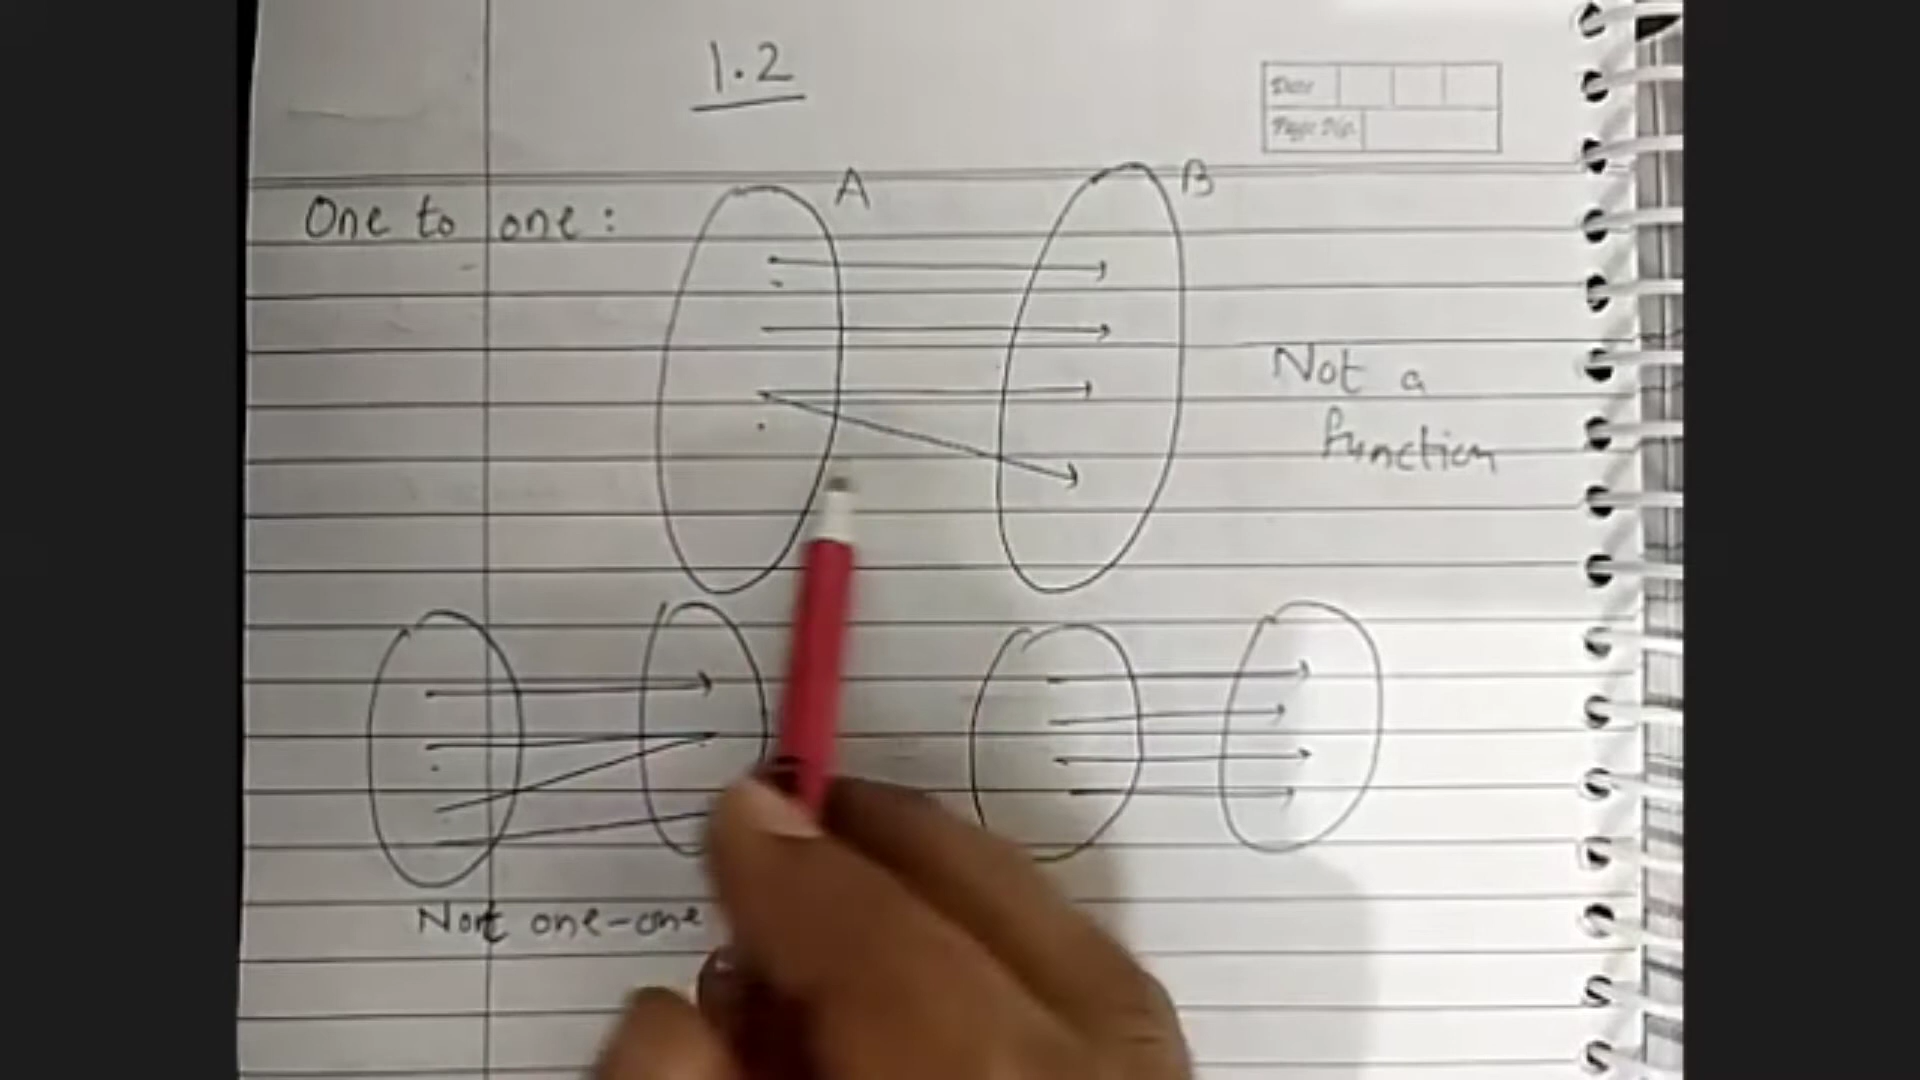 1.2
Date
Page No.
A
B
One to one:
Not a
function
Not one-one